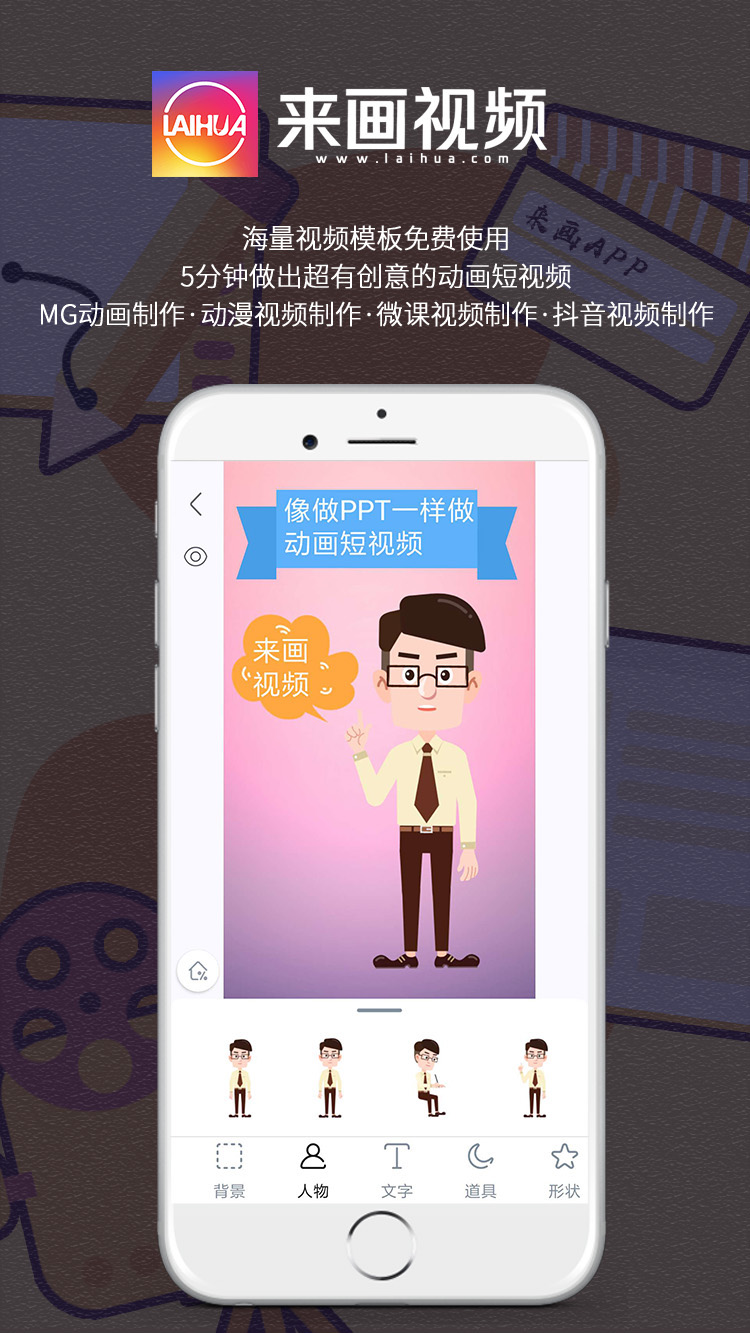 LAIHUA
来画视频
www.laihua.com
海量视频模板免费使用
5分钟做出超有创意的动画短视频
MG动画制作·动漫视频制作·微课视频制作·抖音视频制作
来画APP
像做PPT一样做
动画短视频
来画
视频
背景
人物
文字
道具
形状